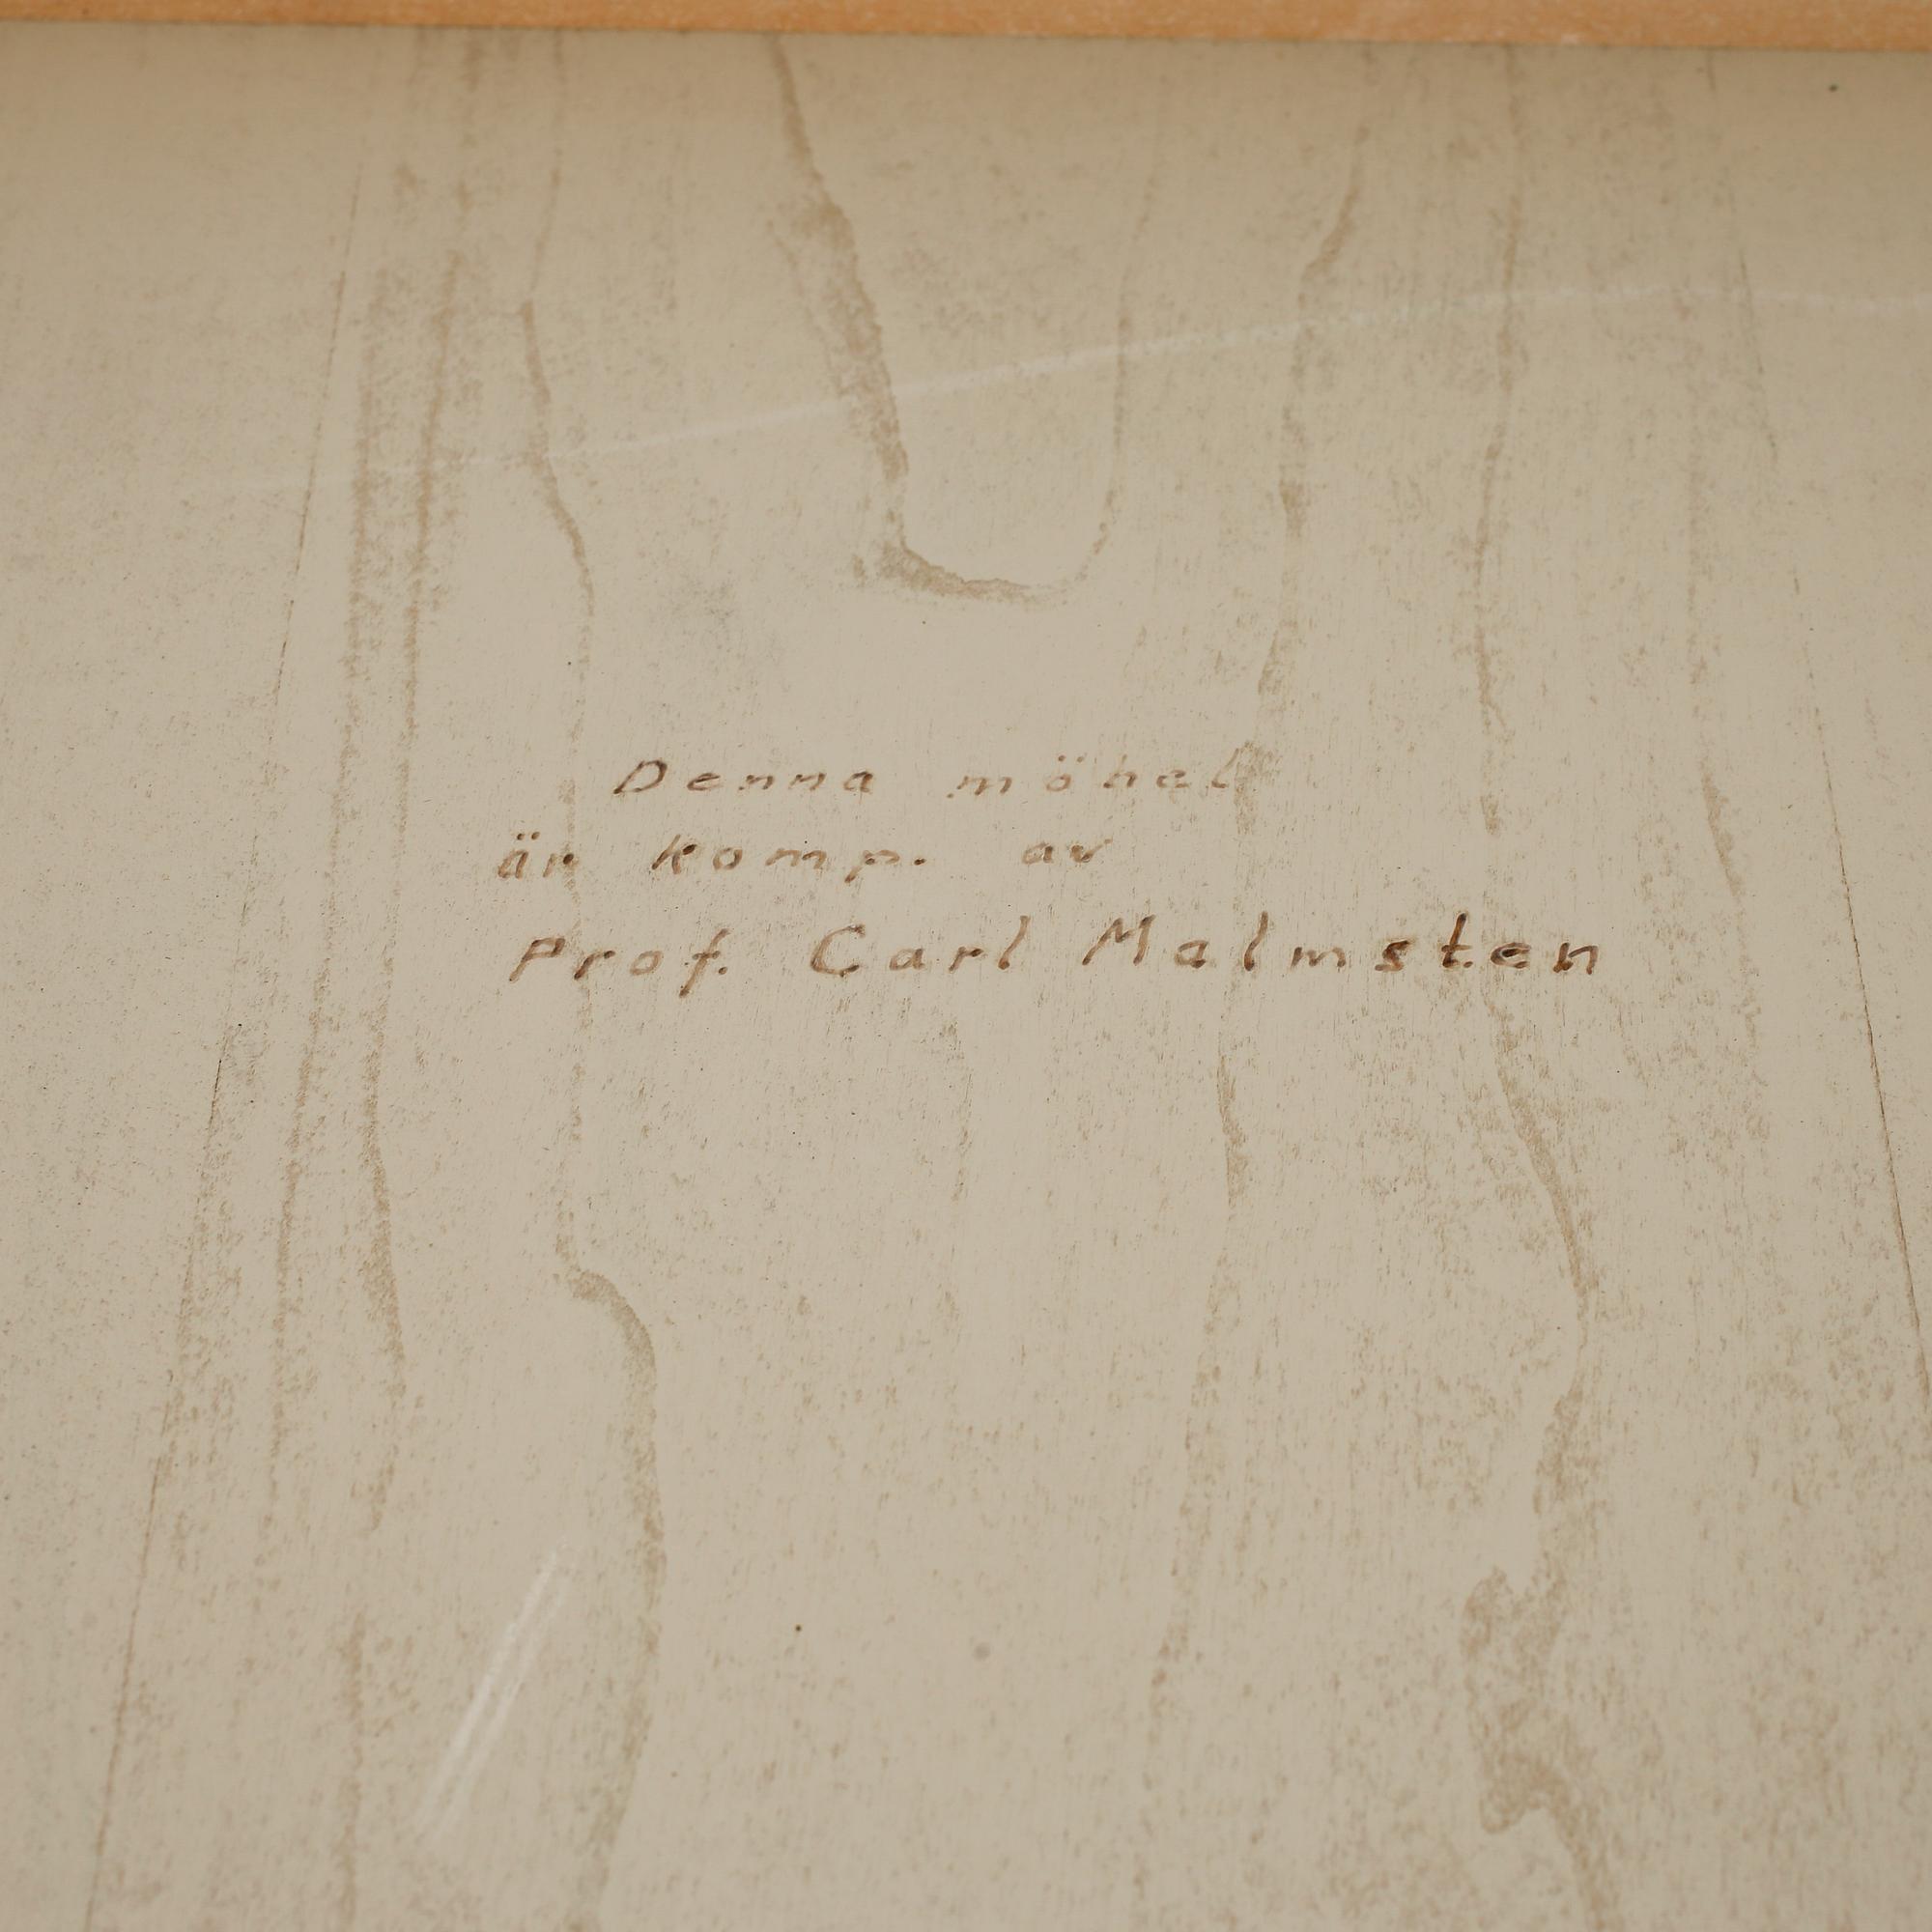 Denna möbel
är komp. av
Prof. Carl Malmsten